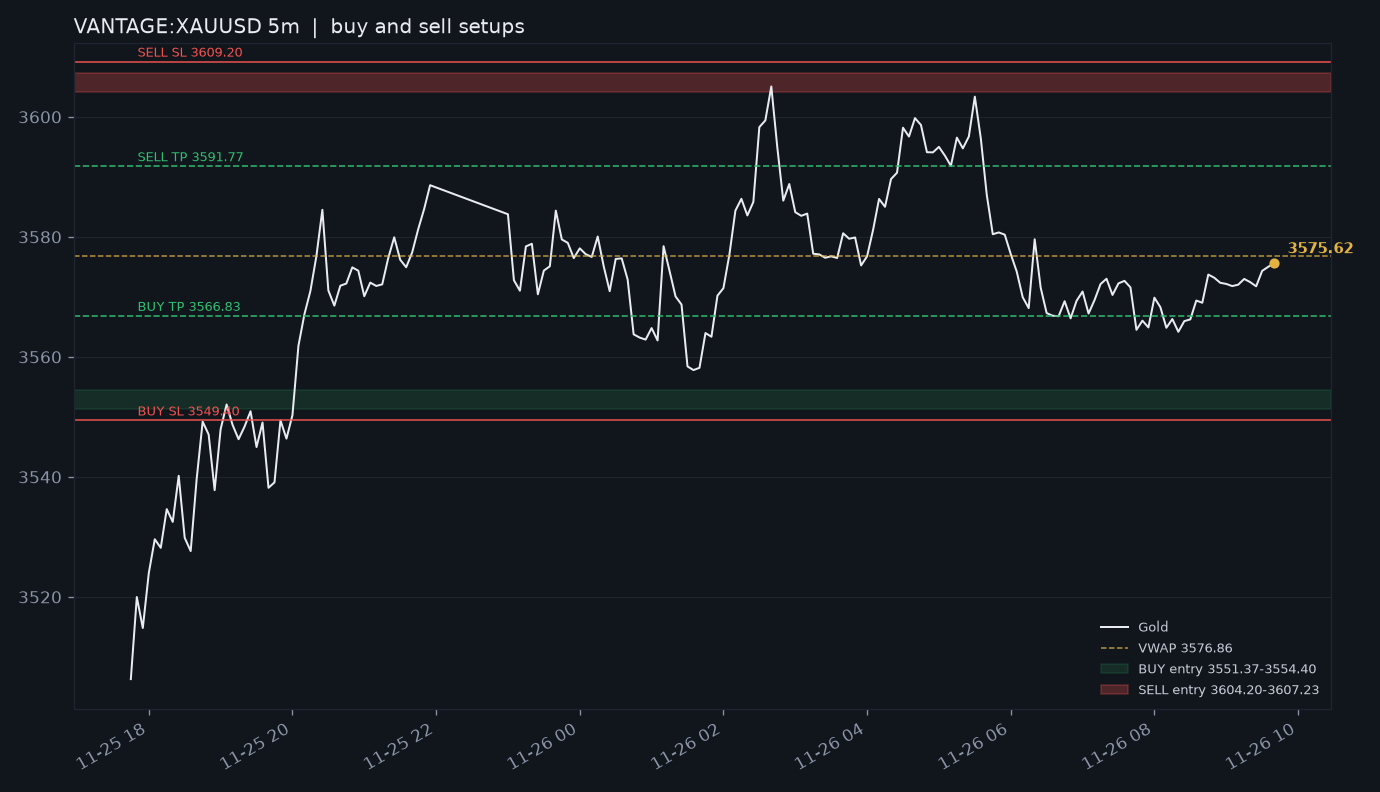 VANTAGE:XAUUSD 5m | buy and sell setups
SELL SL 3609.20
3600
SELL TP 3591.77
3580
3575.62
BUY TP 3566.83
3560
BUY SL 3549.40
3540
3520
Gold
VWAP 3576.86
BUY entry 3551.37-3554.40
SELL entry 3604.20-3607.23
11-25 18
11-25 20
11-25 22
11-26 00
11-26 02
11-26 04
11-26 06
11-26 08
11-26 10